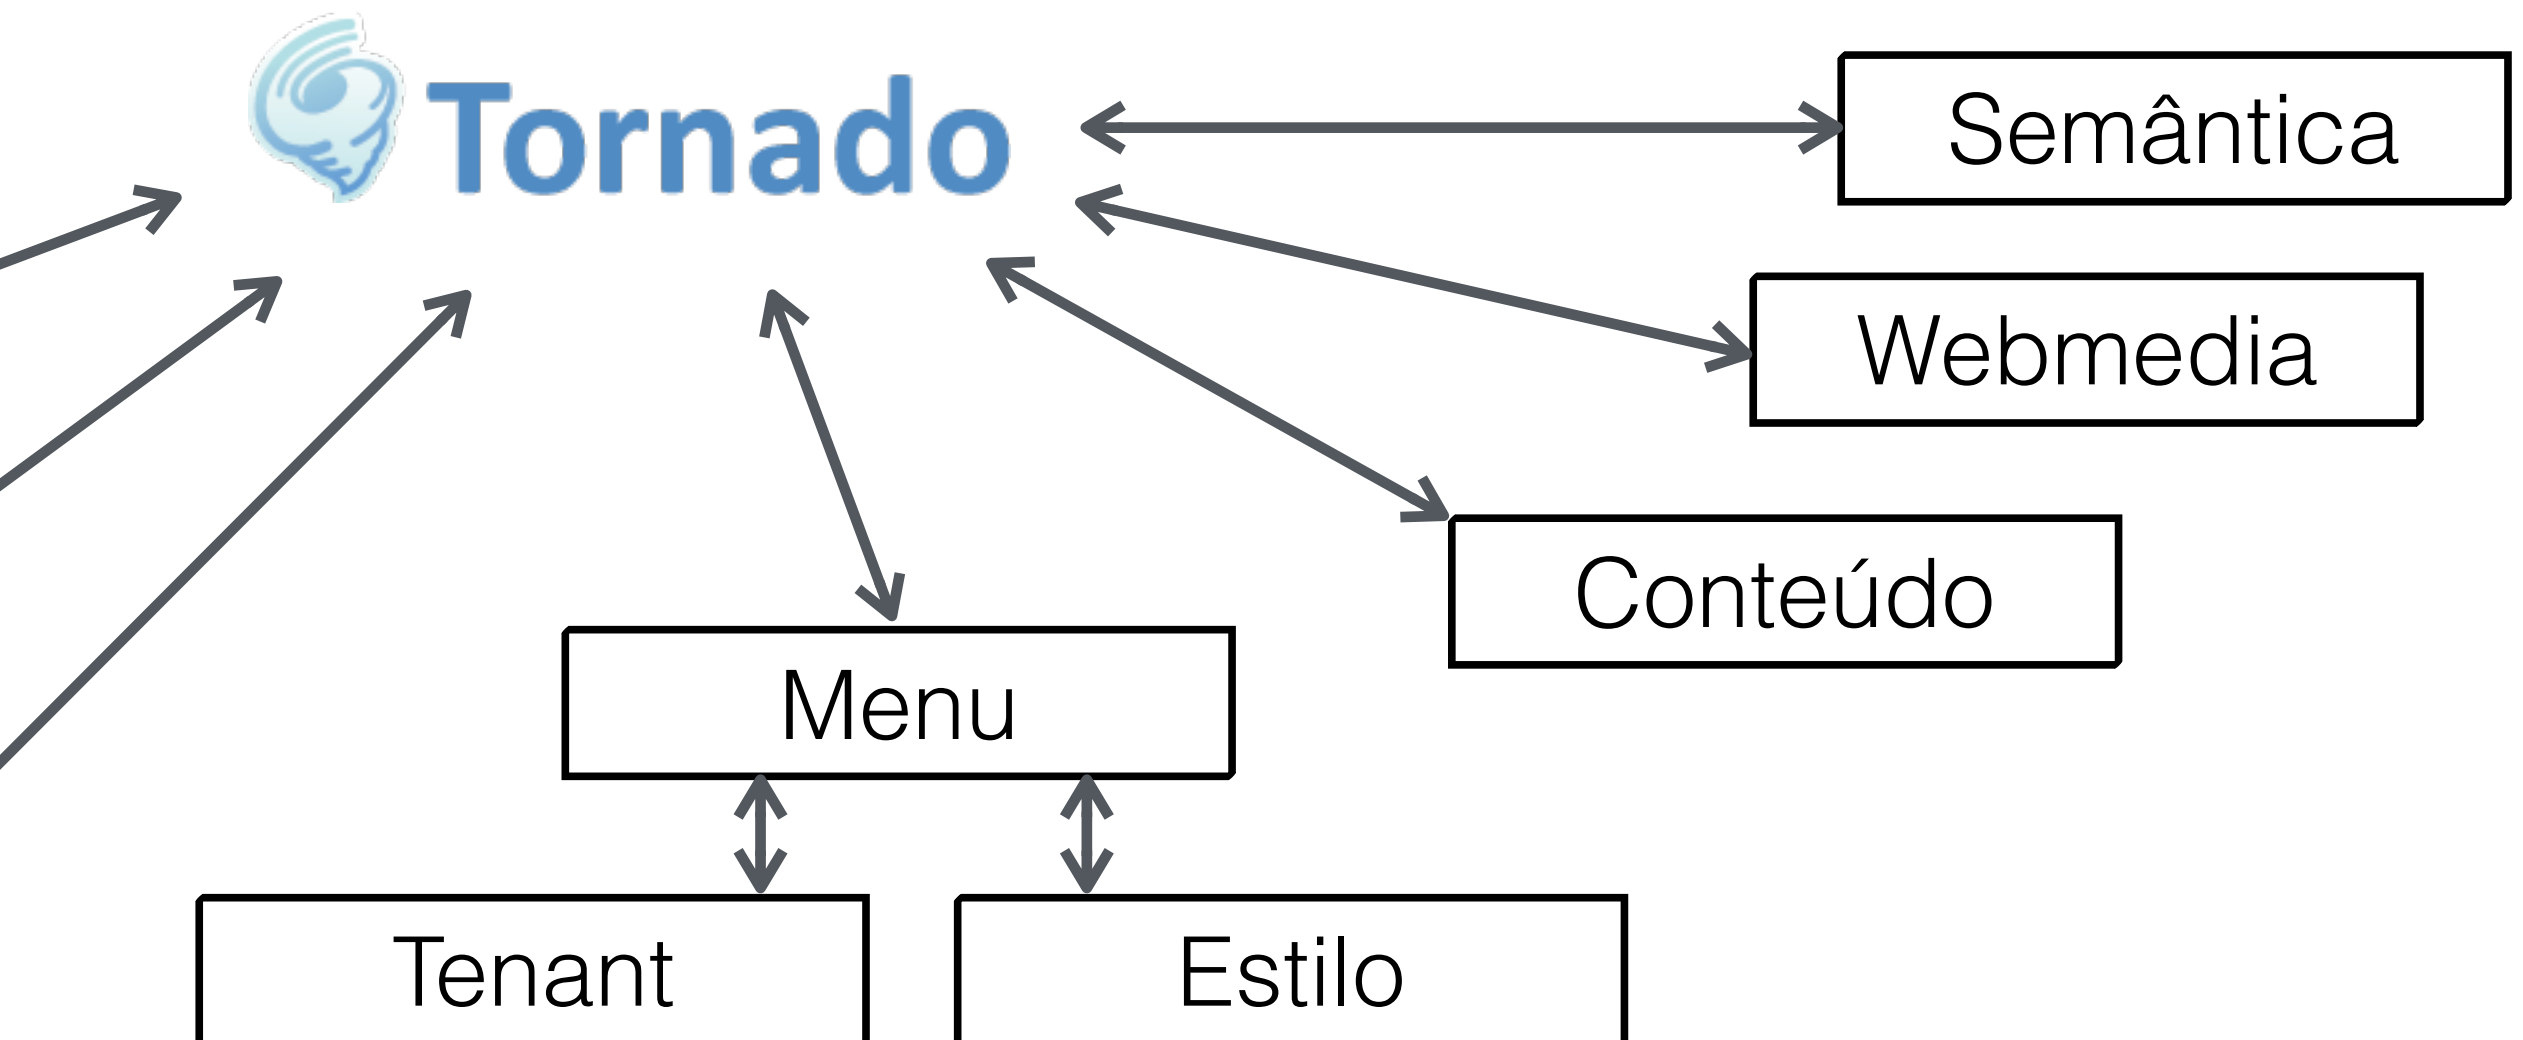 Tornado
Semântica
Webmedia
Conteúdo
Menu
Tenant
Estilo